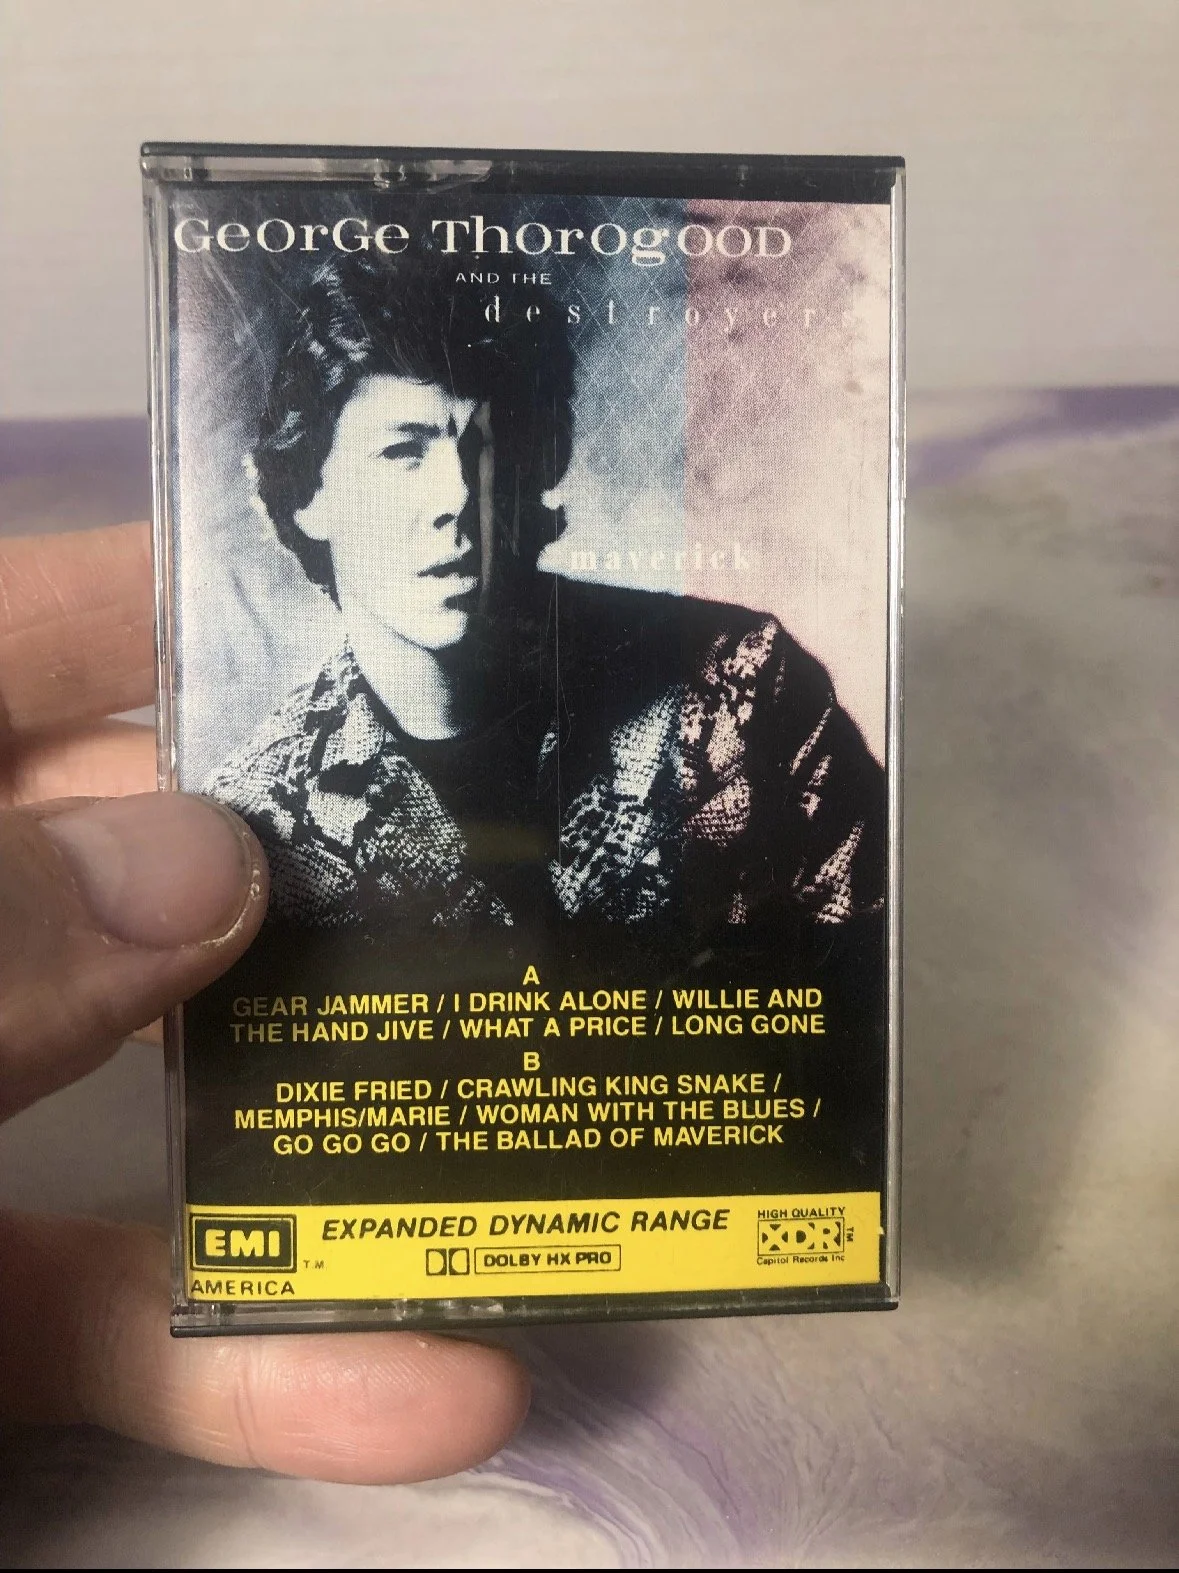 GeOrGe ThOrOgOOD
AND THE
destroyers
maverick
A
GEAR JAMMER / I DRINK ALONE / WILLIE AND
THE HAND JIVE / WHAT A PRICE / LONG GONE
B
DIXIE FRIED / CRAWLING KING SNAKE /
MEMPHIS/MARIE / WOMAN WITH THE BLUES /
GO GO GO / THE BALLAD OF MAVERICK
EMI T.M.
AMERICA
EXPANDED DYNAMIC RANGE
DOLBY HX PRO
HIGH QUALITY
XDR TM
Capitol Records Inc